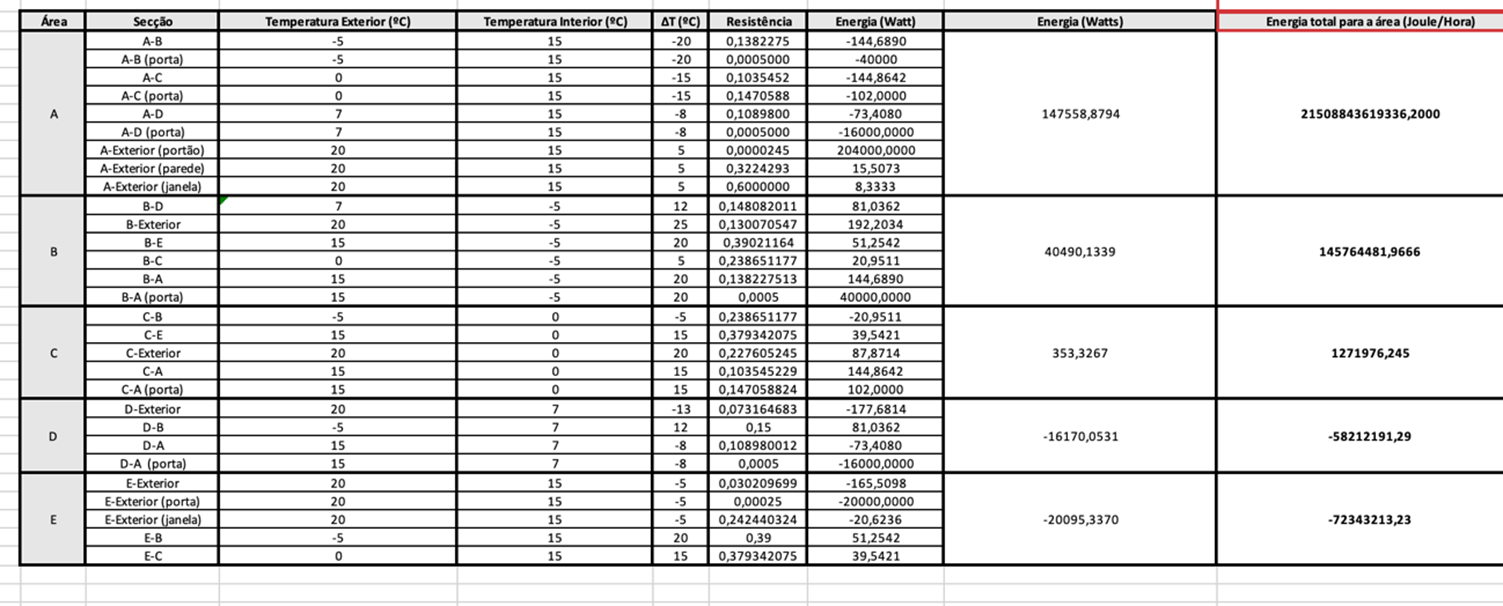 Área Secção Temperatura Exterior (ºC) Temperatura Interior (ºC) ΔT (ºC) Resistência Energia (Watt) Energia (Watts) Energia total para a área (Joule/Hora)
A-B -5 15 -20 0,1382275 -144,6890
A-B (porta) -5 15 -20 0,0005000 -40000
A-C 0 15 -15 0,1035452 -144,8642
A-C (porta) 0 15 -15 0,1470588 -102,0000
A A-D 7 15 -8 0,1089800 -73,4080 147558,8794 21508843619336,2000
A-D (porta) 7 15 -8 0,0005000 -16000,0000
A-Exterior (portão) 20 15 5 0,0000245 204000,0000
A-Exterior (parede) 20 15 5 0,3224293 15,5073
A-Exterior (janela) 20 15 5 0,6000000 8,3333
B-D 7 -5 12 0,148082011 81,0362
B-Exterior 20 -5 25 0,130070547 192,2034
B B-E 15 -5 20 0,39021164 51,2542 40490,1339 145764481,9666
B-C 0 -5 5 0,238651177 20,9511
B-A 15 -5 20 0,138227513 144,6890
B-A (porta) 15 -5 20 0,0005 40000,0000
C-B -5 0 -5 0,238651177 -20,9511
C-E 15 0 15 0,379342075 39,5421
C C-Exterior 20 0 20 0,227605245 87,8714 353,3267 1271976,245
C-A 15 0 15 0,103545229 144,8642
C-A (porta) 15 0 15 0,147058824 102,0000
D-Exterior 20 7 -13 0,073164683 -177,6814
D D-B -5 7 12 0,15 81,0362 -16170,0531 -58212191,29
D-A 15 7 -8 0,108980012 -73,4080
D-A (porta) 15 7 -8 0,0005 -16000,0000
E-Exterior 20 15 -5 0,030209699 -165,5098
E-Exterior (porta) 20 15 -5 0,00025 -20000,0000
E E-Exterior (janela) 20 15 -5 0,242440324 -20,6236 -20095,3370 -72343213,23
E-B -5 15 20 0,39 51,2542
E-C 0 15 15 0,379342075 39,5421